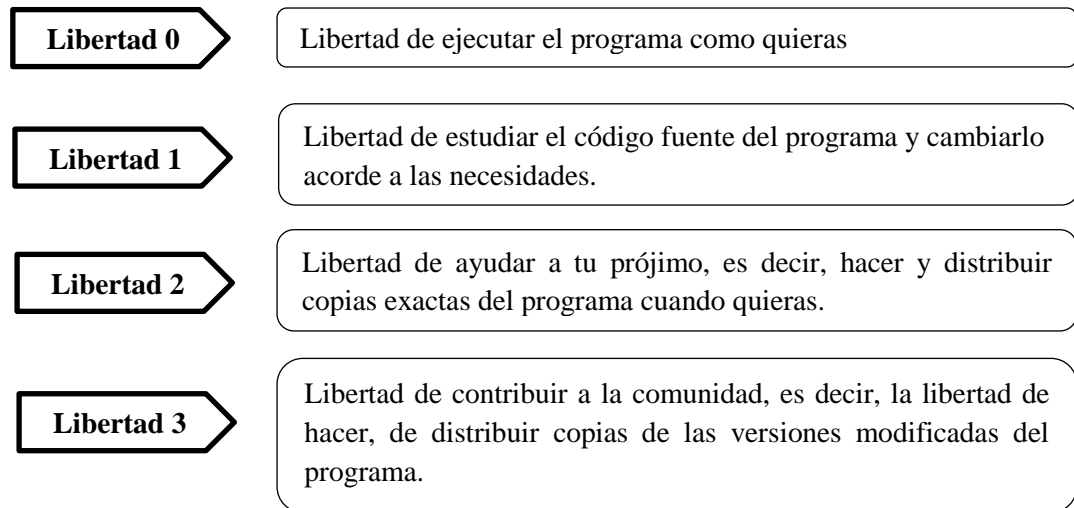 Libertad 0
Libertad de ejecutar el programa como quieras
Libertad 1
Libertad de estudiar el código fuente del programa y cambiarlo
acorde a las necesidades.
Libertad 2
Libertad de ayudar a tu prójimo, es decir, hacer y distribuir
copias exactas del programa cuando quieras.
Libertad 3
Libertad de contribuir a la comunidad, es decir, la libertad de
hacer, de distribuir copias de las versiones modificadas del
programa.